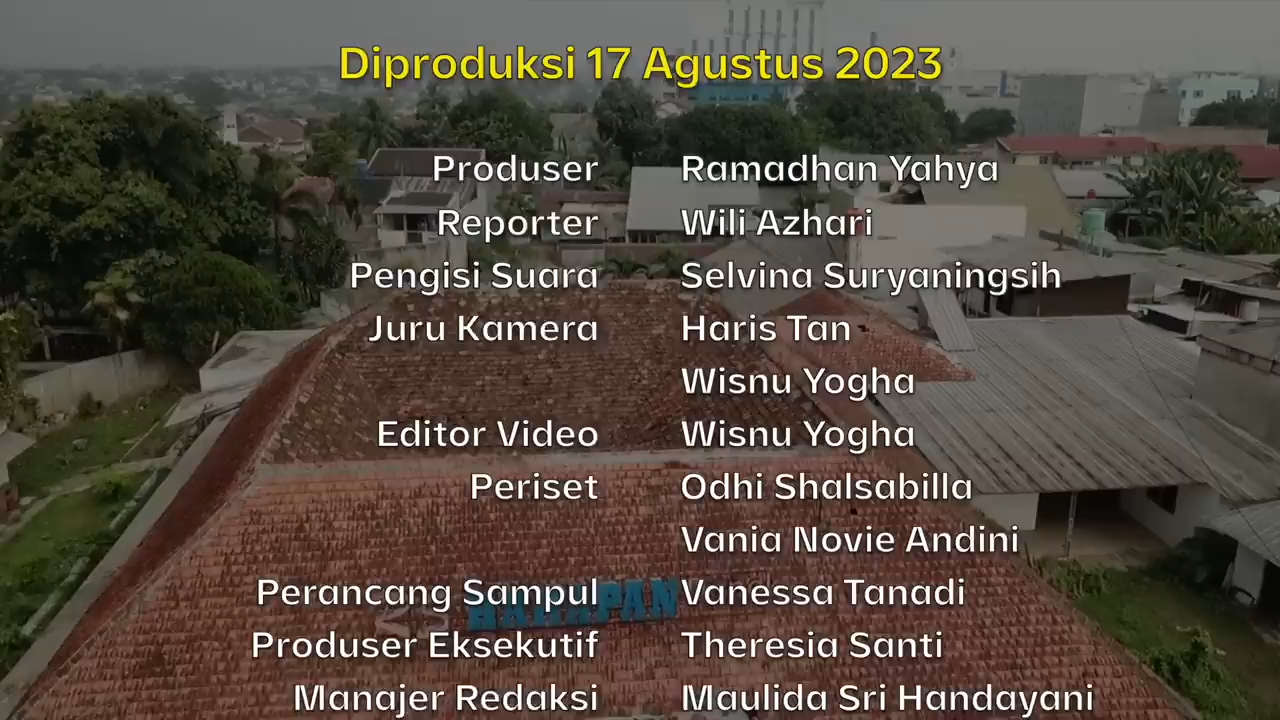 Diproduksi 17 Agustus 2023
Produser Ramadhan Yahya
Reporter Wili Azhari
Pengisi Suara Selvina Suryaningsih
Juru Kamera Haris Tan
Wisnu Yogha
Editor Video Wisnu Yogha
Periset Odhi Shalsabilla
Vania Novie Andini
Perancang Sampul Vanessa Tanadi
Produser Eksekutif Theresia Santi
Manajer Redaksi Maulida Sri Handayani